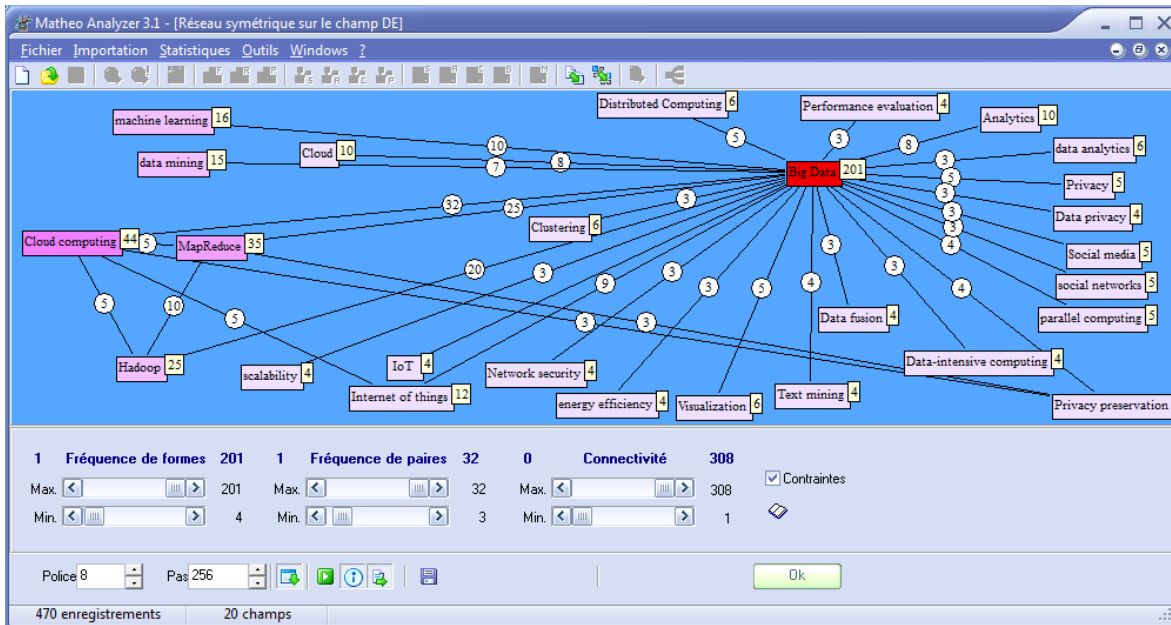 Matheo Analyzer 3.1 - [Réseau symétrique sur le champ DE]
Fichier Importation Statistiques Outils Windows ?
Distributed Computing 6
Performance evaluation 4
machine learning 16
Analytics 10
5
3
10
8
Cloud 10
data analytics 6
data mining 15
8
7
3
Big Data 201
5
Privacy 5
3
3
32
25
3
Data privacy 4
Clustering 6
3
Cloud computing 44
5
MapReduce 35
3
4
Social media 5
20
3
9
3
3
5
4
3
4
social networks 5
5
10
5
3
3
Data fusion 4
parallel computing 5
Hadoop 25
scalability 4
IoT 4
Network security 4
Data-intensive computing 4
Internet of things 12
energy efficiency 4
Visualization 6
Text mining 4
Privacy preservation
1 Fréquence de formes 201 1 Fréquence de paires 32 0 Connectivité 308
Max. 201 Max. 32 Max. 308
Contraintes
Min. 4 Min. 3 Min. 1
Police 8 Pas 256 Ok
470 enregistrements 20 champs